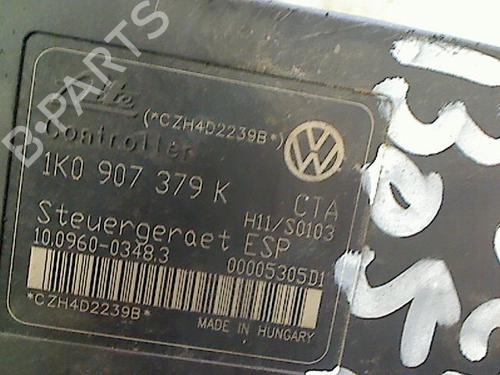 B-PARTS
Ate
(*CZH4D2239B*)
Controller
1K0 907 379 K
CTA
H11/S0103
Steuergeraet ESP
10.0960-0348.3
00005305D1
*CZH4D2239B*
MADE IN HUNGARY